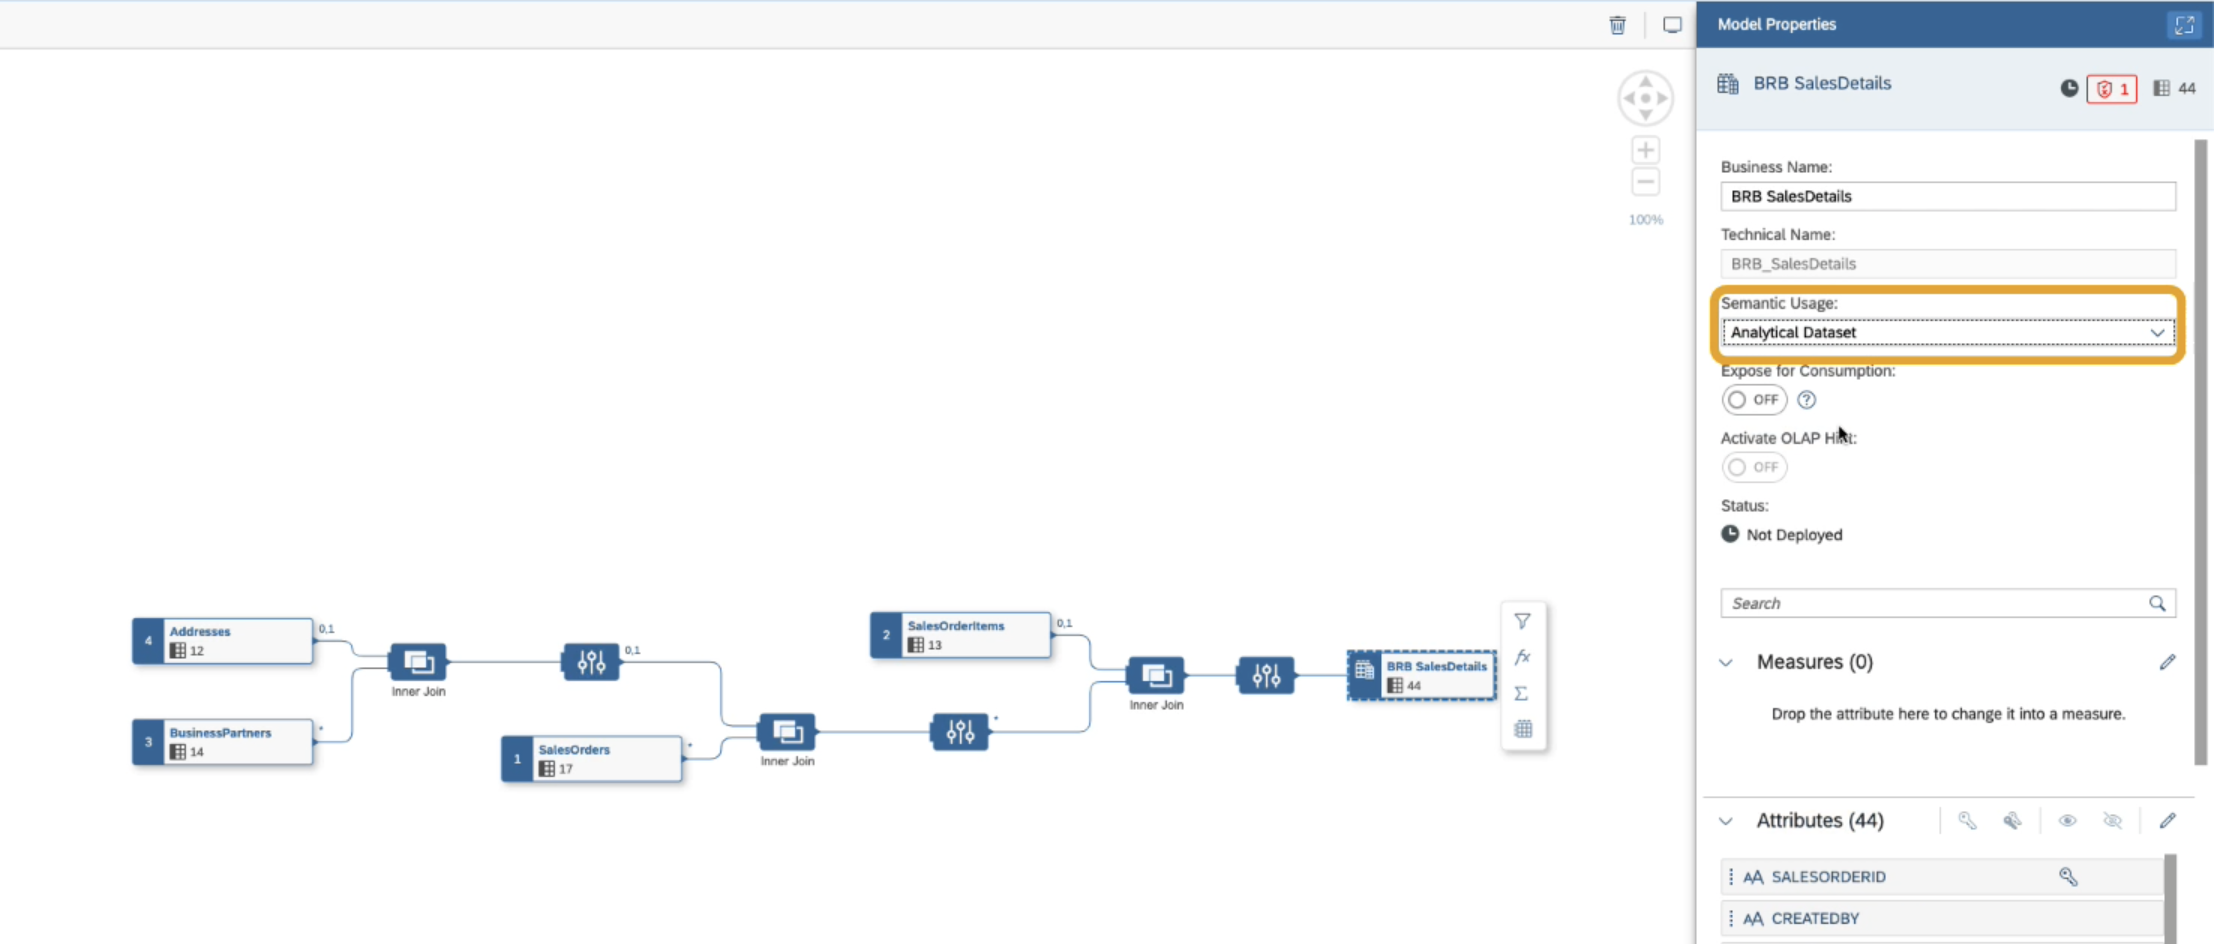 Model Properties
BRB SalesDetails
1
44
100%
Business Name:
BRB SalesDetails
Technical Name:
BRB_SalesDetails
Semantic Usage:
Analytical Dataset
Expose for Consumption:
OFF
Activate OLAP Hint:
OFF
Status:
Not Deployed
Search
Measures (0)
Drop the attribute here to change it into a measure.
Attributes (44)
SALESORDERID
CREATEDBY
4
Addresses
12
0,1
3
BusinessPartners
14
*
Inner Join
0,1
1
SalesOrders
17
*
Inner Join
*
2
SalesOrderItems
13
0,1
Inner Join
BRB SalesDetails
44
fx
Σ